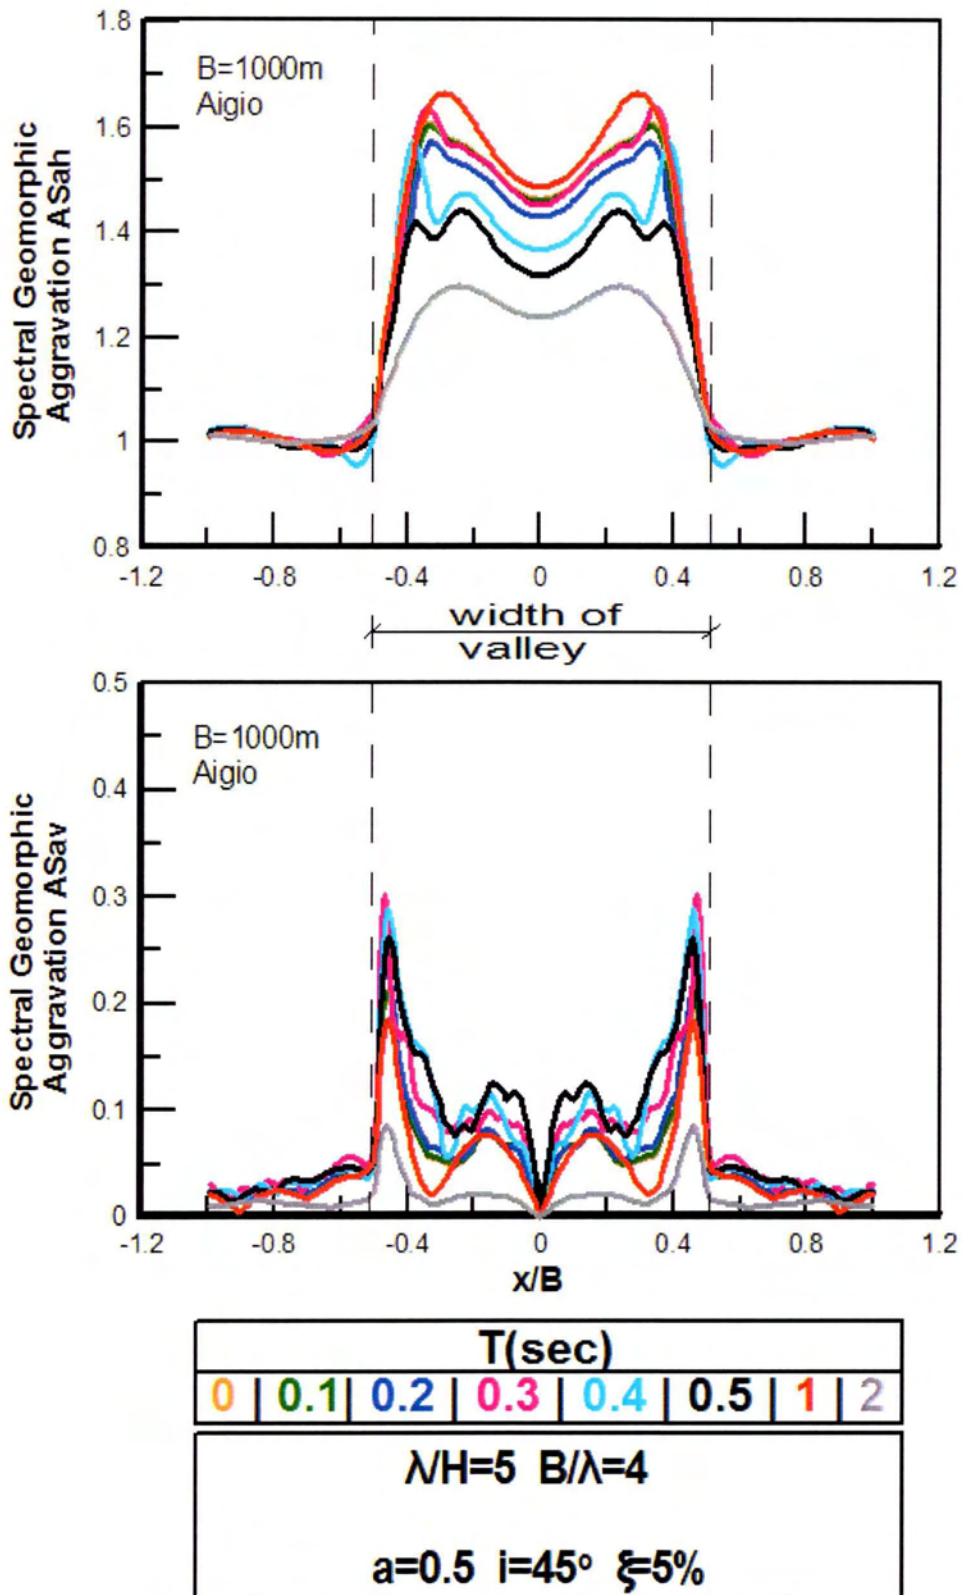 Spectral Geomorphic
Aggravation ASah
1.8
1.6
1.4
1.2
1
0.8
B=1000m
Aigio
-1.2 -0.8 -0.4 0 0.4 0.8 1.2
width of
valley
Spectral Geomorphic
Aggravation ASav
0.5
0.4
0.3
0.2
0.1
0
B=1000m
Aigio
-1.2 -0.8 -0.4 0 0.4 0.8 1.2
x/B
T(sec)
0 | 0.1 | 0.2 | 0.3 | 0.4 | 0.5 | 1 | 2
λ/H=5 B/λ=4
a=0.5 i=45° ξ=5%